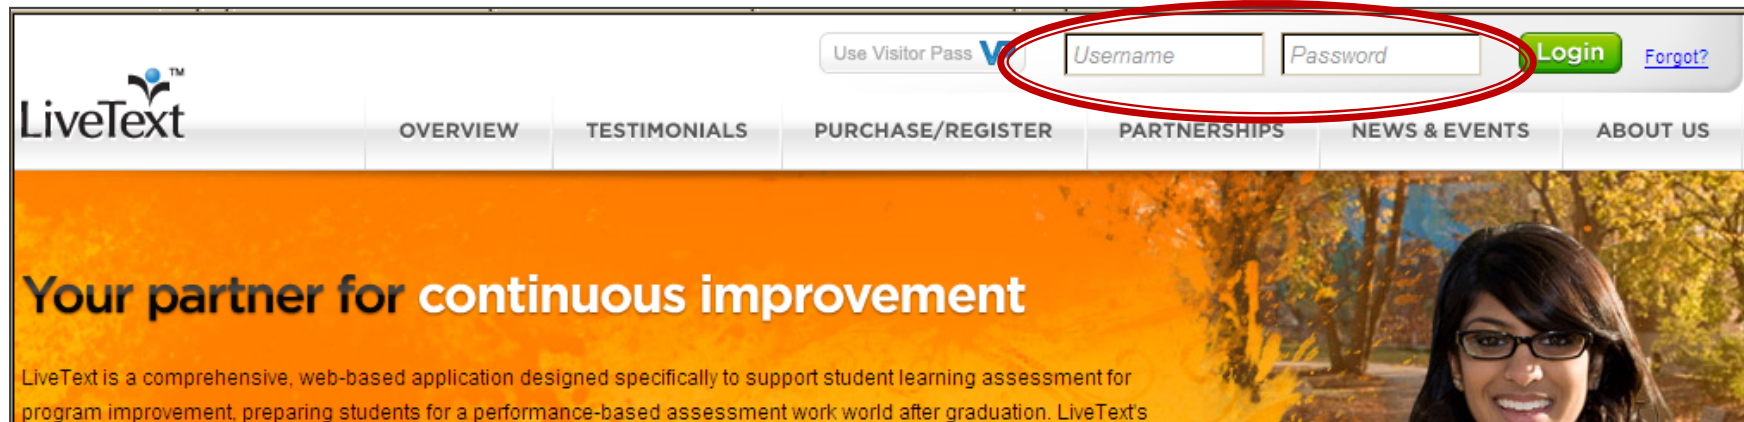 Use Visitor Pass
Username
Password
Login
Forgot?
LiveText™
OVERVIEW
TESTIMONIALS
PURCHASE/REGISTER
PARTNERSHIPS
NEWS & EVENTS
ABOUT US
Your partner for continuous improvement
LiveText is a comprehensive, web-based application designed specifically to support student learning assessment for
program improvement, preparing students for a performance-based assessment work world after graduation. LiveText's